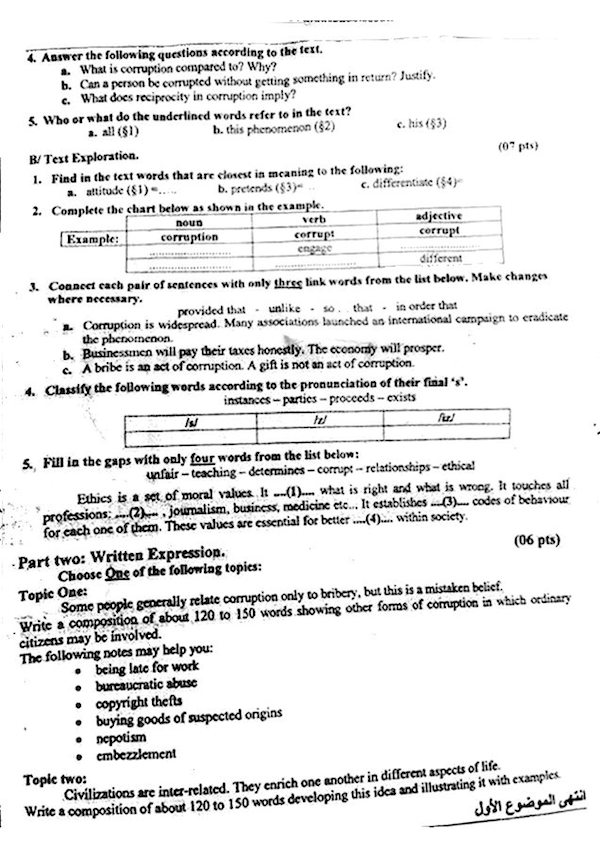 4. Answer the following questions according to the text.
a. What is corruption compared to? Why?
b. Can a person be corrupted without getting something in return? Justify.
c. What does reciprocity in corruption imply?
5. Who or what do the underlined words refer to in the text?
a. all (§1) b. this phenomenon (§2) c. his (§3)
B/ Text Exploration. (07 pts)
1. Find in the text words that are closest in meaning to the following:
a. attitude (§1) =..... b. pretends (§3)= .. c. differentiate (§4)=
2. Complete the chart below as shown in the example.
noun verb adjective
Example: corruption corrupt corrupt
.................... engage ....................
.................... .................... different
3. Connect each pair of sentences with only three link words from the list below. Make changes
where necessary.
provided that - unlike - so . . that - in order that
a. Corruption is widespread. Many associations launched an international campaign to eradicate
the phenomenon.
b. Businessmen will pay their taxes honestly. The economy will prosper.
c. A bribe is an act of corruption. A gift is not an act of corruption.
4. Classify the following words according to the pronunciation of their final ‘s’.
instances – parties – proceeds – exists
/s/ /z/ /iz/
5. Fill in the gaps with only four words from the list below:
unfair – teaching – determines – corrupt – relationships – ethical
Ethics is a set of moral values. It ....(1).... what is right and what is wrong. It touches all
professions; ....(2).... , journalism, business, medicine etc... It establishes ....(3).... codes of behaviour
for each one of them. These values are essential for better ....(4).... within society.
Part two: Written Expression. (06 pts)
Choose One of the following topics:
Topic One:
Some people generally relate corruption only to bribery, but this is a mistaken belief.
Write a composition of about 120 to 150 words showing other forms of corruption in which ordinary
citizens may be involved.
The following notes may help you:
• being late for work
• bureaucratic abuse
• copyright thefts
• buying goods of suspected origins
• nepotism
• embezzlement
Topic two:
Civilizations are inter-related. They enrich one another in different aspects of life.
Write a composition of about 120 to 150 words developing this idea and illustrating it with examples.
انتهى الموضوع الأول